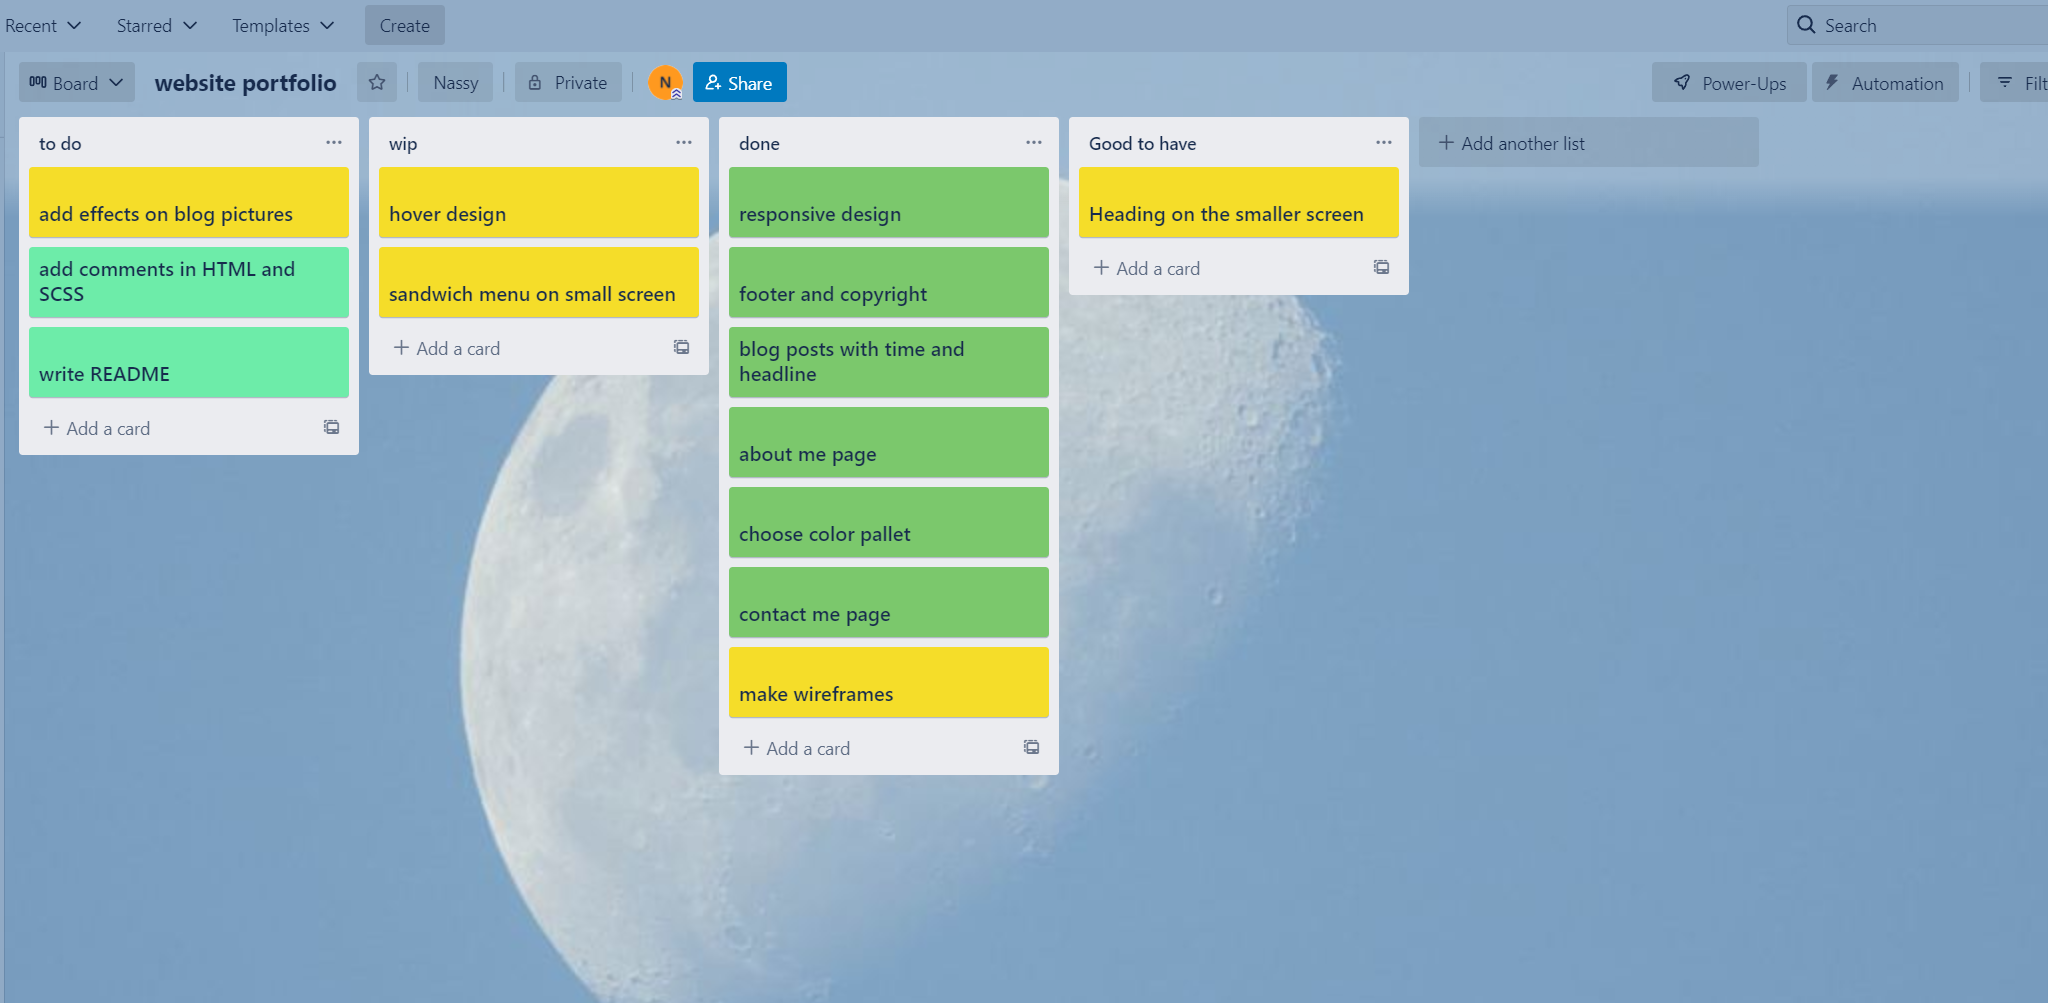 Recent Starred Templates Create Search
Board website portfolio Nassy Private N Share Power-Ups Automation Filt
to do
add effects on blog pictures
add comments in HTML and
SCSS
write README
+ Add a card
wip
hover design
sandwich menu on small screen
+ Add a card
done
responsive design
footer and copyright
blog posts with time and
headline
about me page
choose color pallet
contact me page
make wireframes
+ Add a card
Good to have
Heading on the smaller screen
+ Add a card
+ Add another list